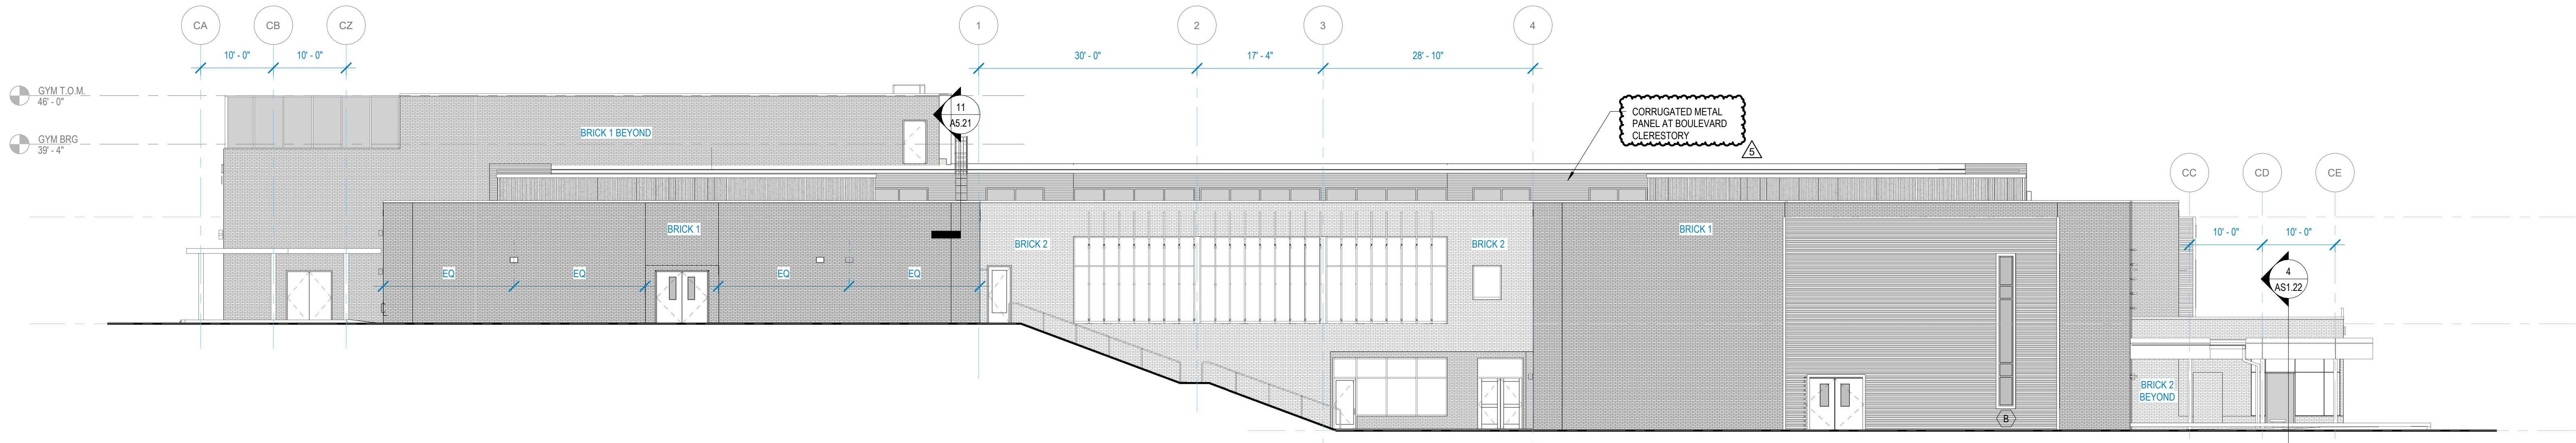 CA
CB
CZ
1
2
3
4
10' - 0"
10' - 0"
30' - 0"
17' - 4"
28' - 10"
GYM T.O.M.
46' - 0"
GYM BRG
39' - 4"
BRICK 1 BEYOND
11
A5.21
CORRUGATED METAL
PANEL AT BOULEVARD
CLERESTORY
5
CC
CD
CE
10' - 0"
10' - 0"
BRICK 1
BRICK 2
BRICK 2
BRICK 1
EQ
EQ
EQ
EQ
4
AS1.22
BRICK 2
BEYOND
B